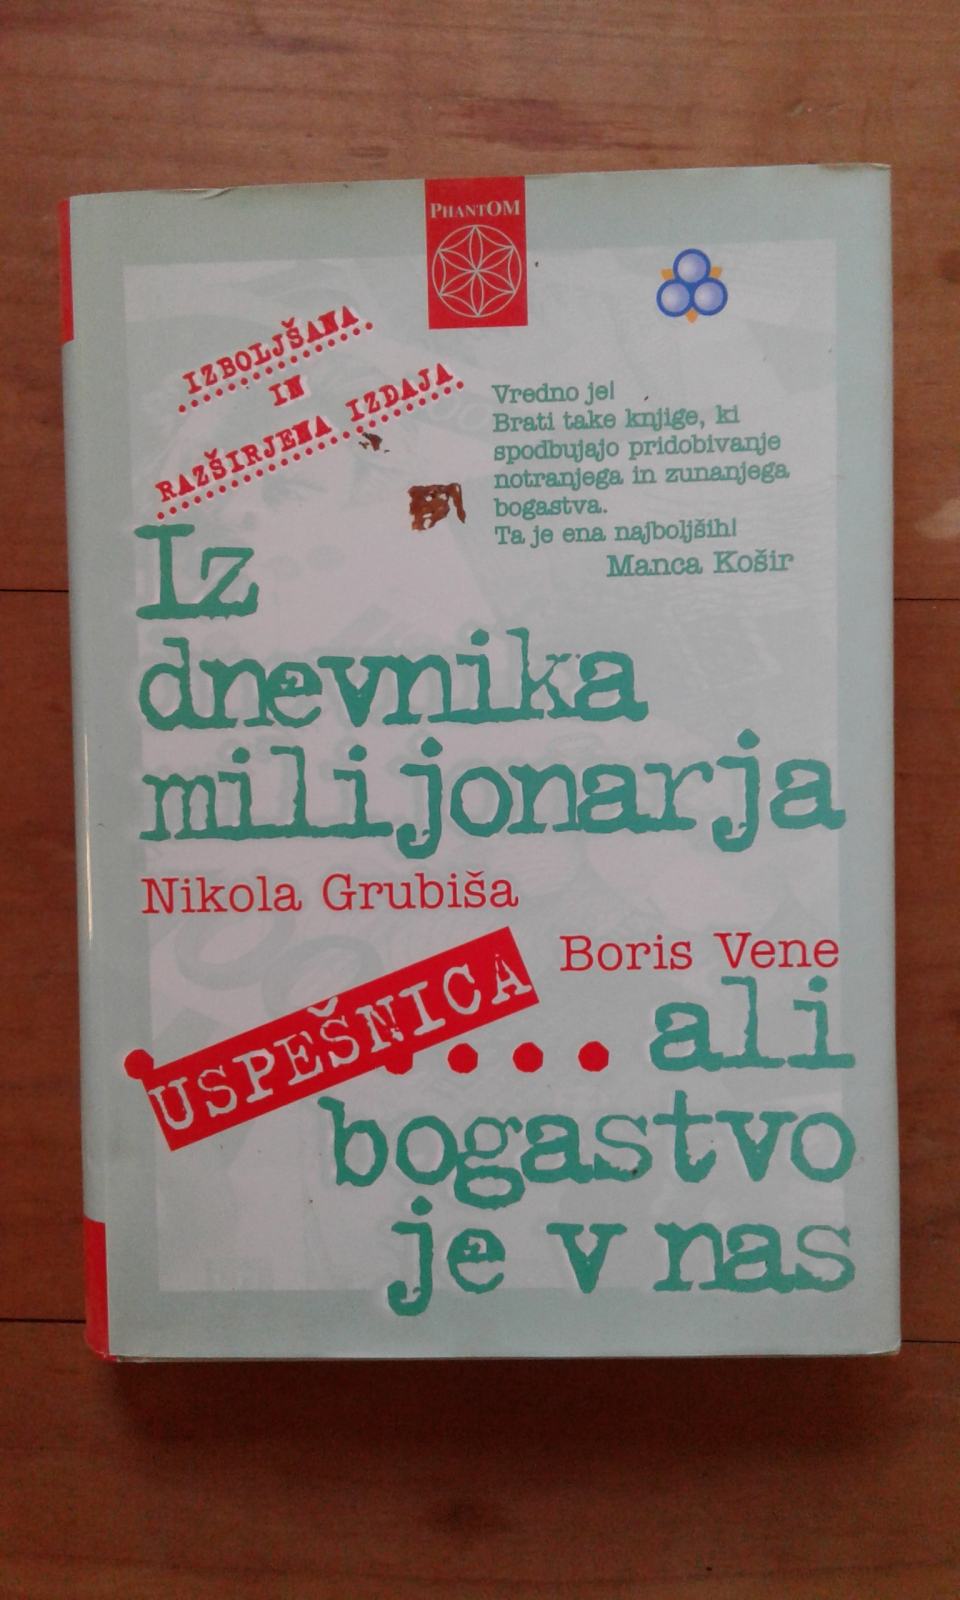 PHANTOM
IZBOLJŠANA
IN
RAZŠIRJENA IZDAJA
Vredno je!
Brati take knjige, ki
spodbujajo pridobivanje
notranjega in zunanjega
bogastva.
Ta je ena najboljših!
Manca Košir
Iz
dnevnika
milijonarja
Nikola Grubiša
Boris Vene
USPEŠNICA
.... ali
bogastvo
je v nas